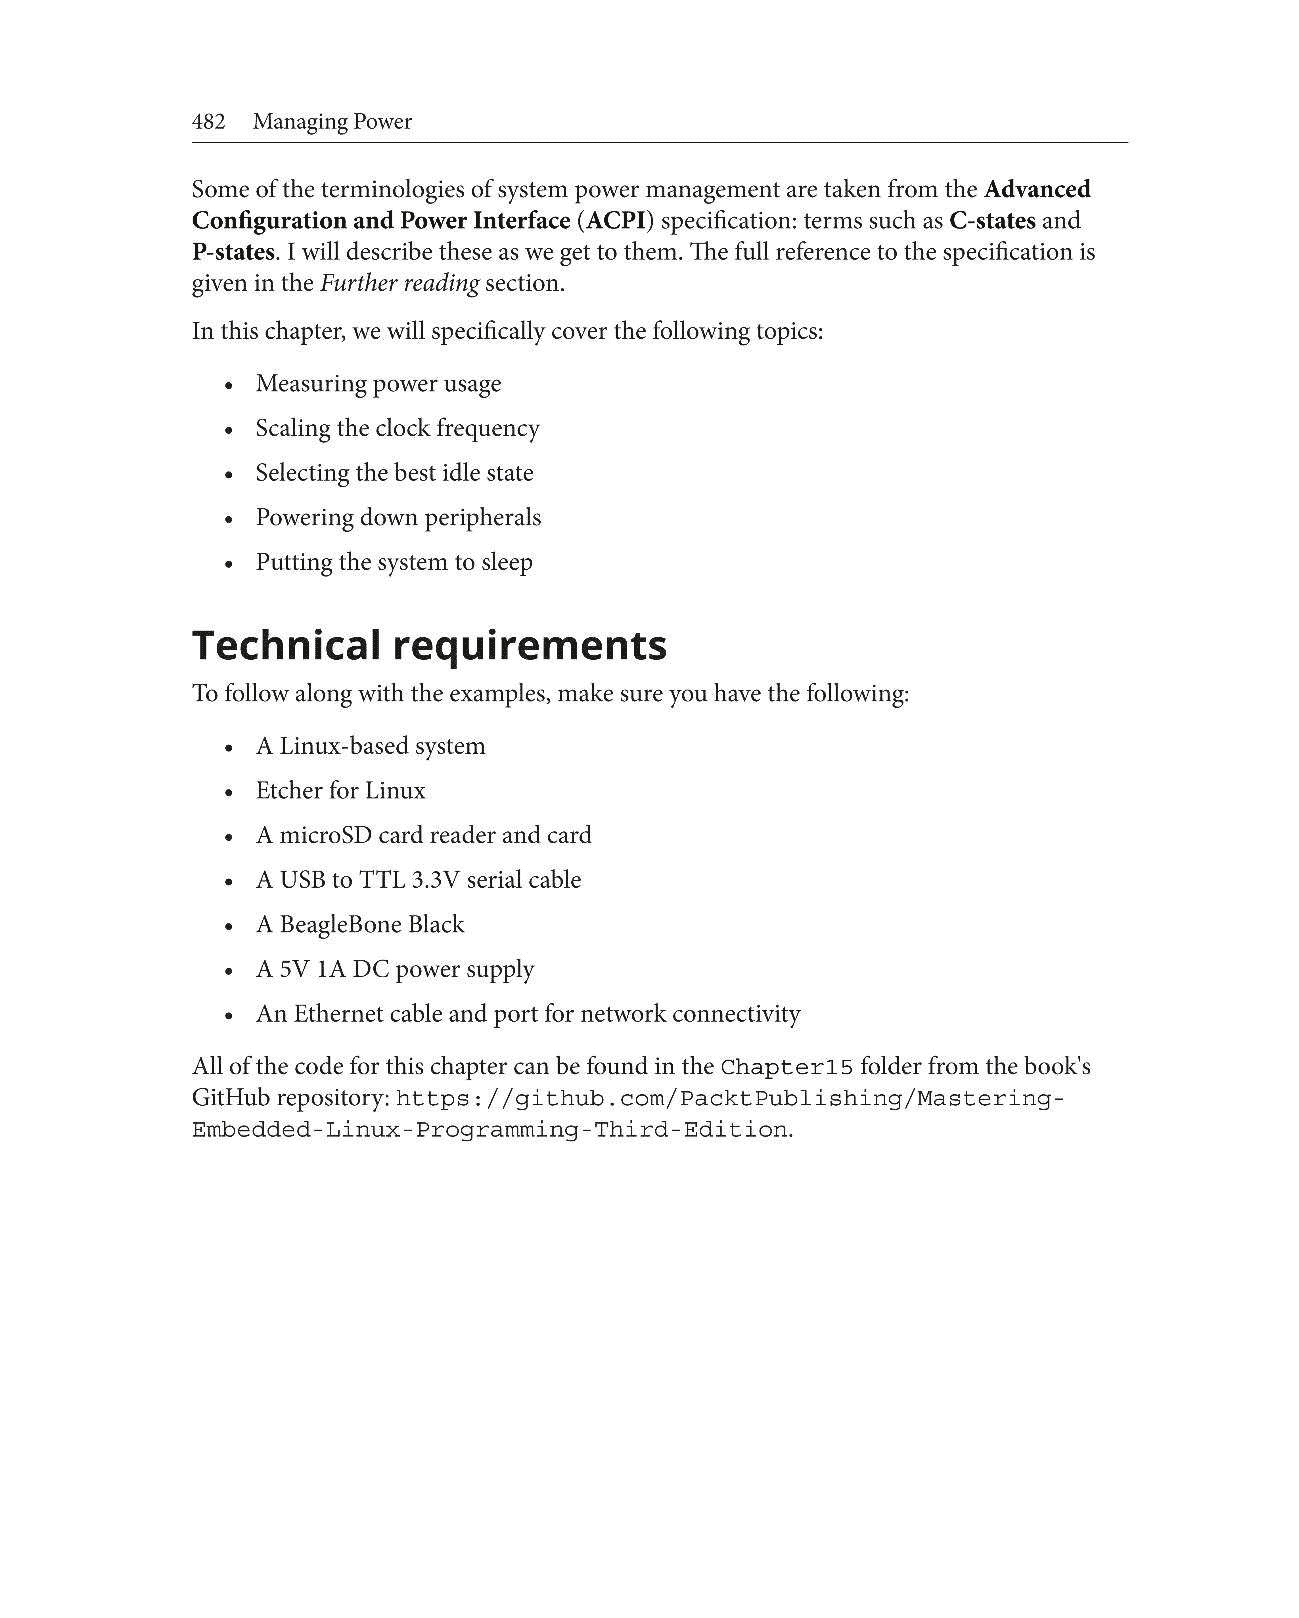 482 Managing Power
Some of the terminologies of system power management are taken from the Advanced
Configuration and Power Interface (ACPI) specification: terms such as C-states and
P-states. I will describe these as we get to them. The full reference to the specification is
given in the Further reading section.
In this chapter, we will specifically cover the following topics:
• Measuring power usage
• Scaling the clock frequency
• Selecting the best idle state
• Powering down peripherals
• Putting the system to sleep
Technical requirements
To follow along with the examples, make sure you have the following:
• A Linux-based system
• Etcher for Linux
• A microSD card reader and card
• A USB to TTL 3.3V serial cable
• A BeagleBone Black
• A 5V 1A DC power supply
• An Ethernet cable and port for network connectivity
All of the code for this chapter can be found in the Chapter15 folder from the book's
GitHub repository: https://github.com/PacktPublishing/Mastering-
Embedded-Linux-Programming-Third-Edition.